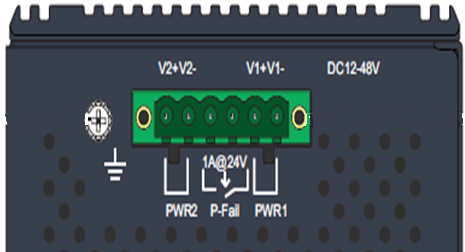 V2+V2- V1+V1- DC12-48V
1A@24V
PWR2 P-Fail PWR1